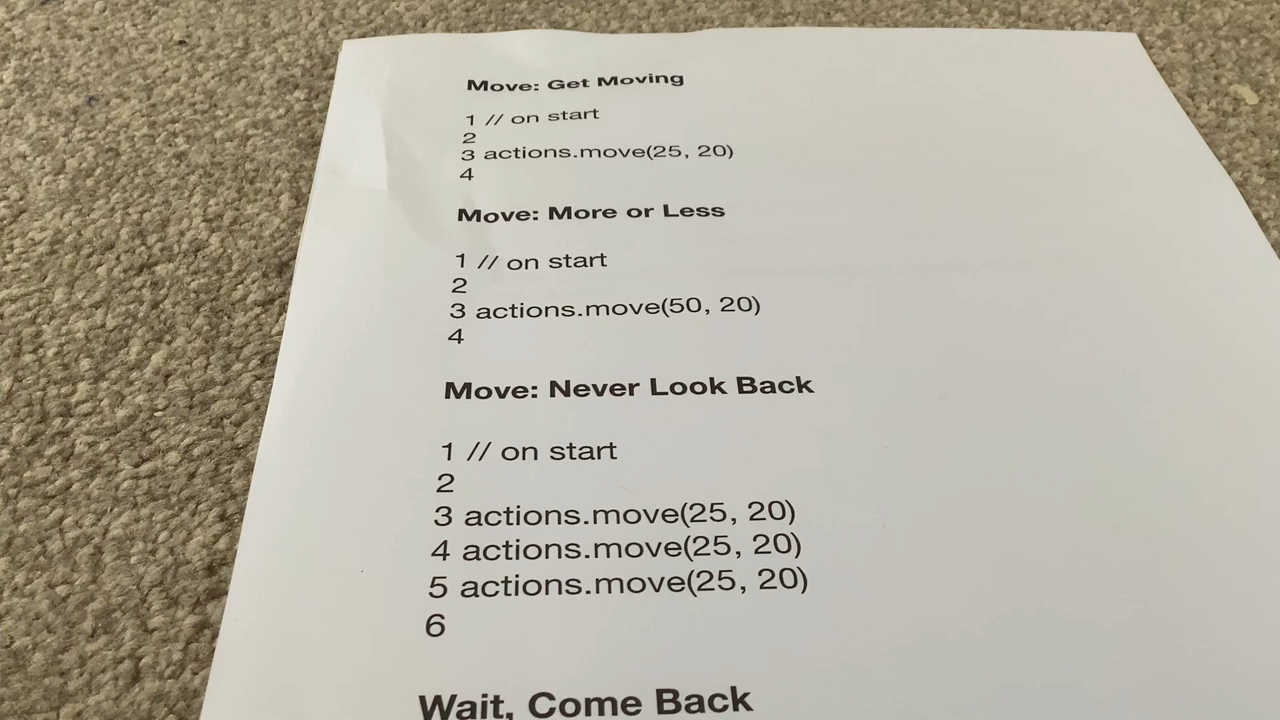 Move: Get Moving
1 // on start
2
3 actions.move(25, 20)
4
Move: More or Less
1 // on start
2
3 actions.move(50, 20)
4
Move: Never Look Back
1 // on start
2
3 actions.move(25, 20)
4 actions.move(25, 20)
5 actions.move(25, 20)
6
Wait, Come Back